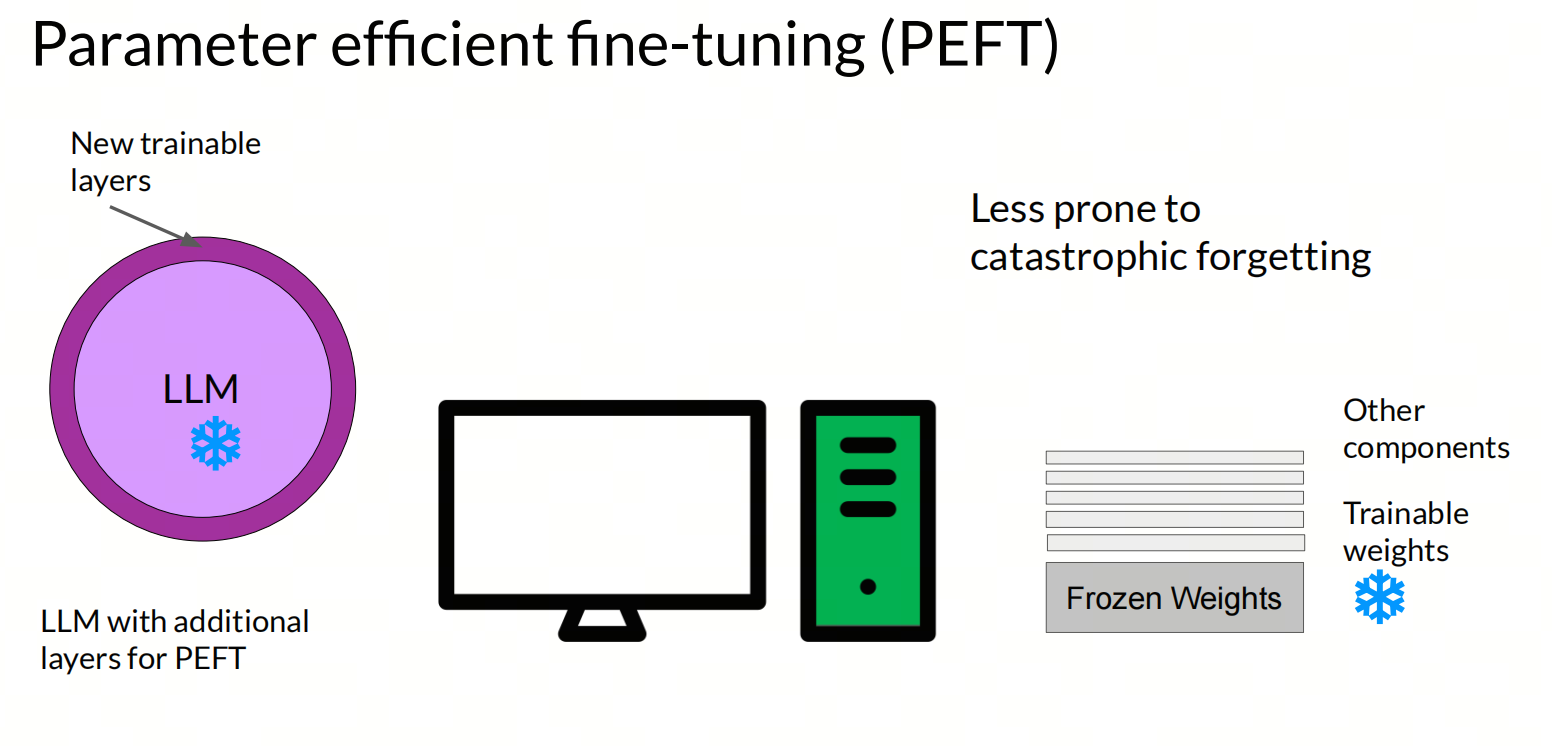 Parameter efficient fine-tuning (PEFT)
New trainable
layers
LLM
LLM with additional
layers for PEFT
Less prone to
catastrophic forgetting
Other
components
Trainable
weights
Frozen Weights